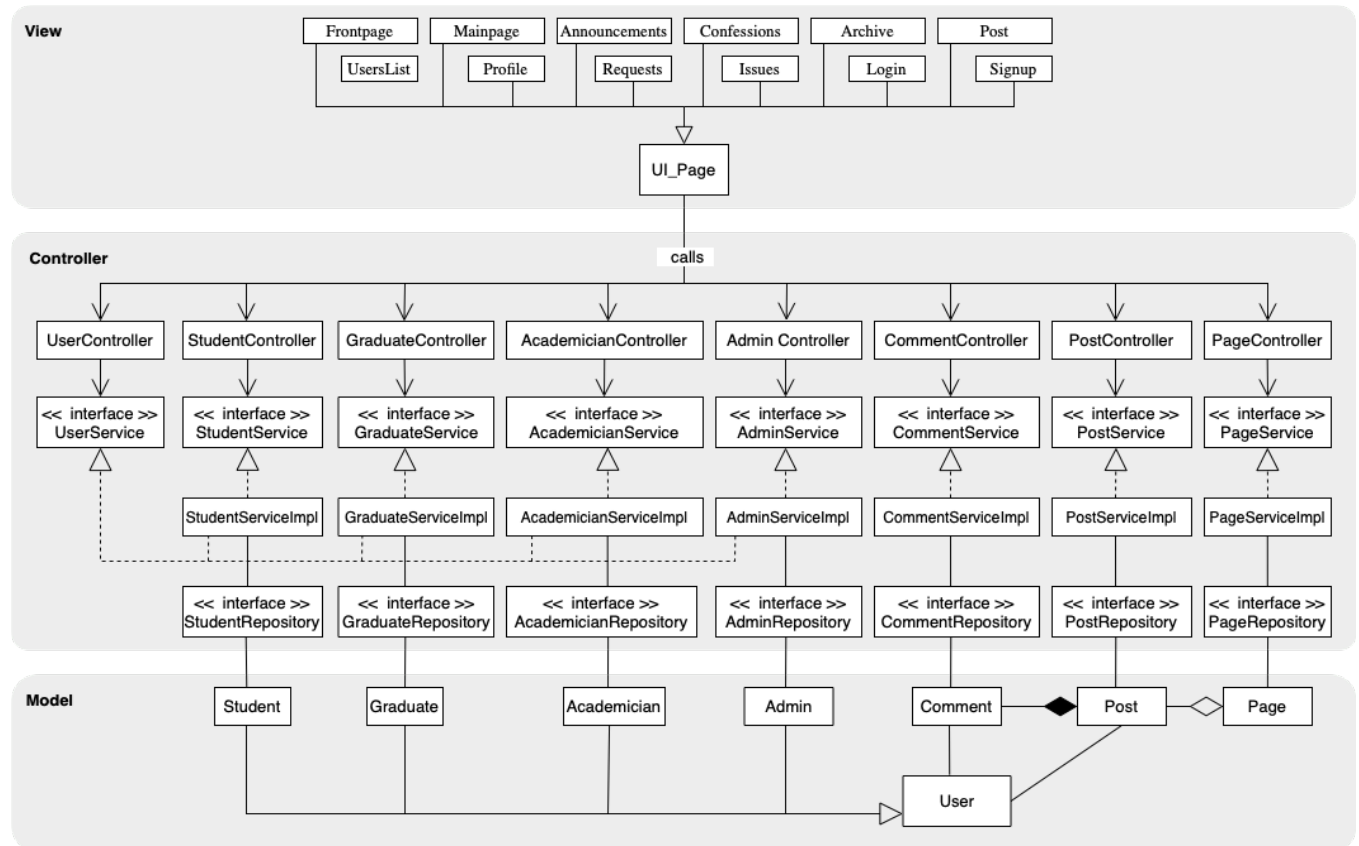 View
Frontpage
Mainpage
Announcements
Confessions
Archive
Post
UsersList
Profile
Requests
Issues
Login
Signup
UI_Page
Controller
calls
UserController
StudentController
GraduateController
AcademicianController
Admin Controller
CommentController
PostController
PageController
<< interface >>
UserService
<< interface >>
StudentService
<< interface >>
GraduateService
<< interface >>
AcademicianService
<< interface >>
AdminService
<< interface >>
CommentService
<< interface >>
PostService
<< interface >>
PageService
StudentServiceImpl
GraduateServiceImpl
AcademicianServiceImpl
AdminServiceImpl
CommentServiceImpl
PostServiceImpl
PageServiceImpl
<< interface >>
StudentRepository
<< interface >>
GraduateRepository
<< interface >>
AcademicianRepository
<< interface >>
AdminRepository
<< interface >>
CommentRepository
<< interface >>
PostRepository
<< interface >>
PageRepository
Model
Student
Graduate
Academician
Admin
Comment
Post
Page
User